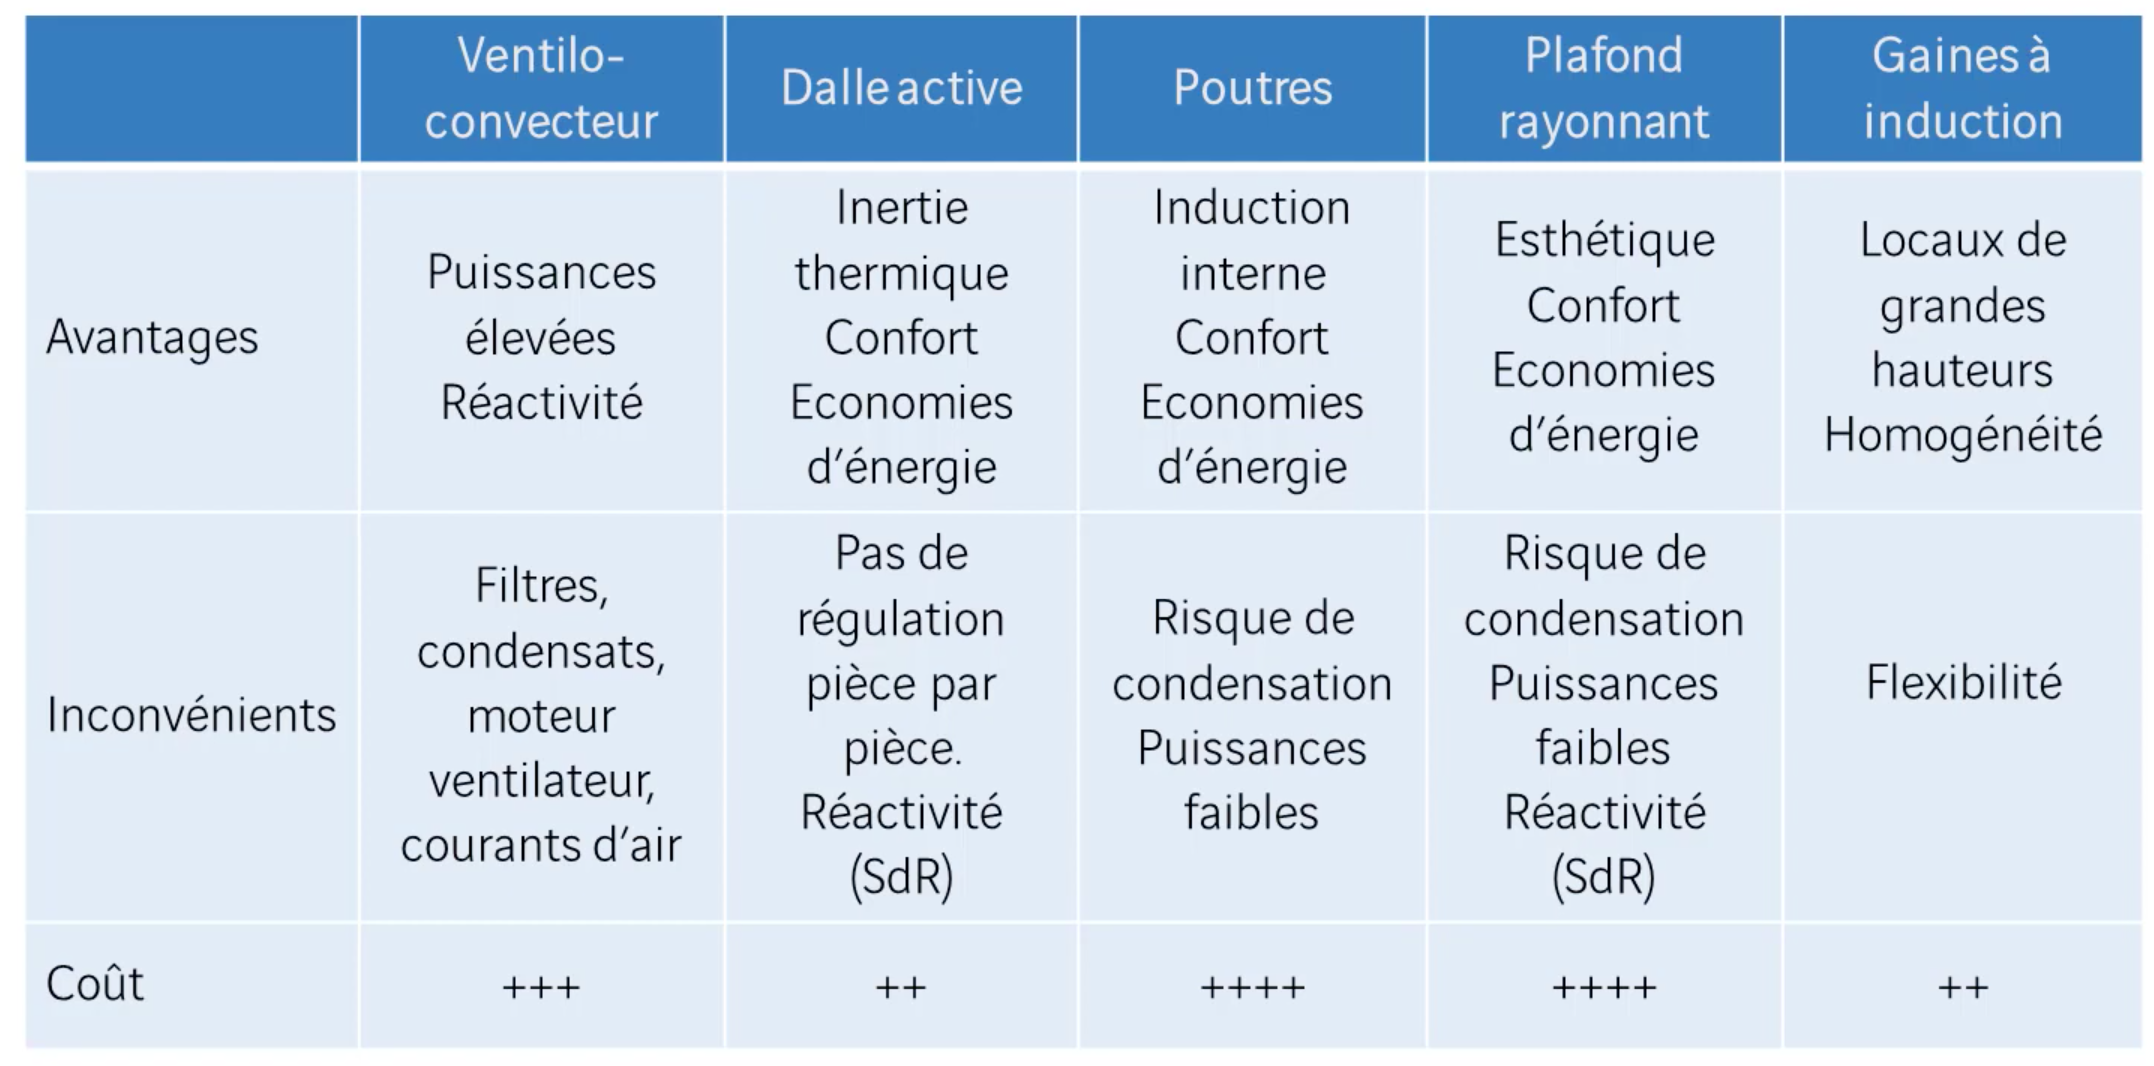 Ventilo-
convecteur
Dalle active
Poutres
Plafond
rayonnant
Gaines à
induction
Avantages
Puissances
élevées
Réactivité
Inertie
thermique
Confort
Economies
d'énergie
Induction
interne
Confort
Economies
d'énergie
Esthétique
Confort
Economies
d'énergie
Locaux de
grandes
hauteurs
Homogénéité
Inconvénients
Filtres,
condensats,
moteur
ventilateur,
courants d'air
Pas de
régulation
pièce par
pièce.
Réactivité
(SdR)
Risque de
condensation
Puissances
faibles
Risque de
condensation
Puissances
faibles
Réactivité
(SdR)
Flexibilité
Coût
+++
++
++++
++++
++